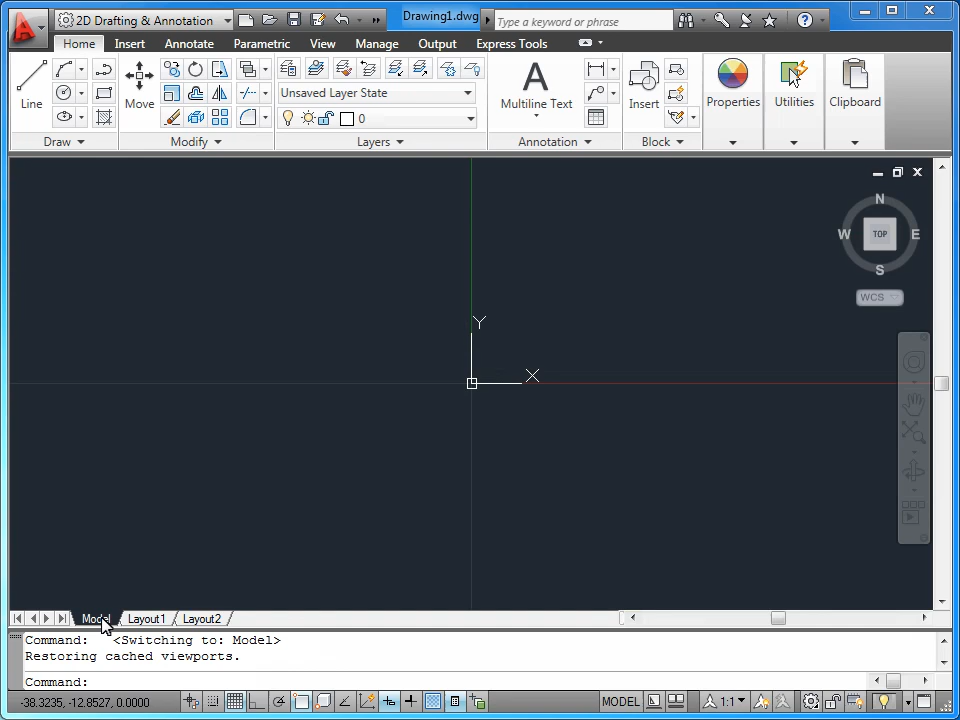 2D Drafting & Annotation
Drawing1.dwg
Type a keyword or phrase
Home Insert Annotate Parametric View Manage Output Express Tools
Line
Move
Unsaved Layer State
0
Multiline Text
Insert
Properties
Utilities
Clipboard
Draw Modify Layers Annotation Block
N
W TOP E
S
WCS
Y
X
Model Layout1 Layout2
Command: <Switching to: Model>
Restoring cached viewports.
Command:
-38.3235, -12.8527, 0.0000 MODEL 1:1